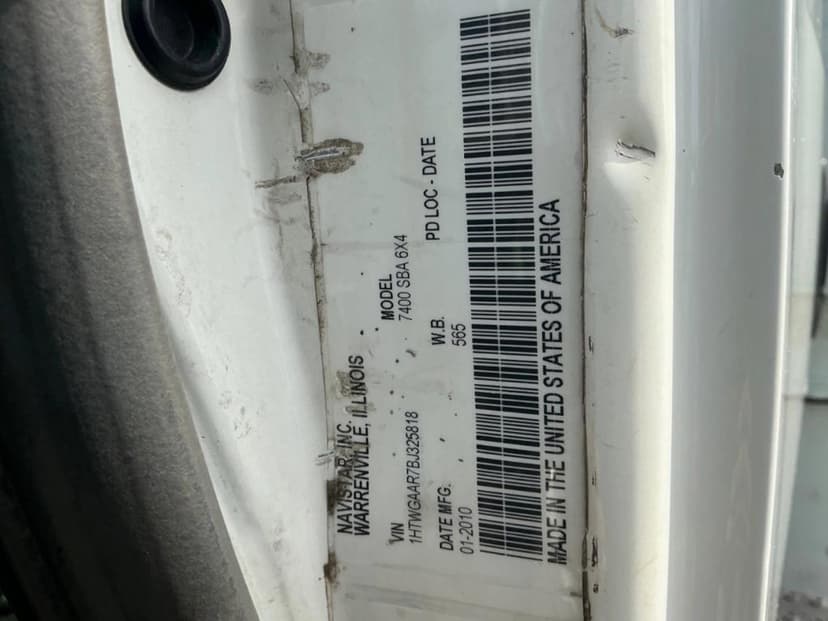 NAVISTAR, INC.
WARRENVILLE, ILLINOIS
VIN
1HTWGAAR7BJ325818
MODEL
7400 SBA 6X4
DATE MFG.
01-2010
W.B.
565
PD LOC - DATE
MADE IN THE UNITED STATES OF AMERICA